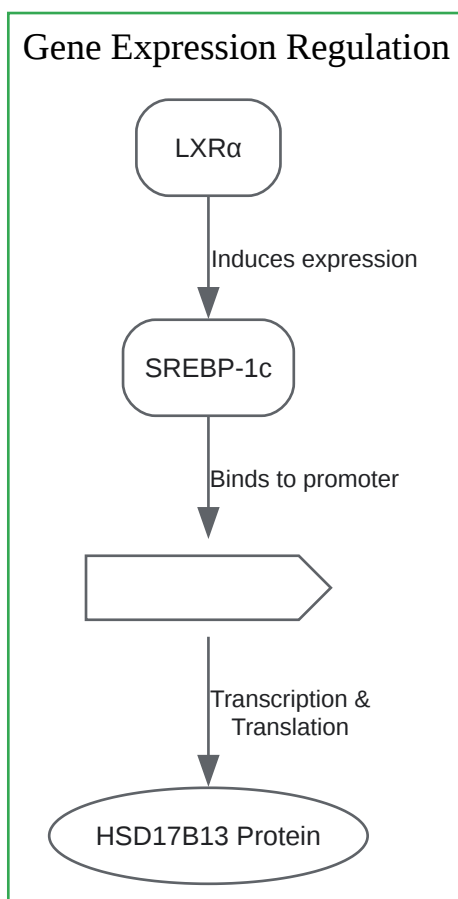 Gene Expression Regulation
LXRα
Induces expression
SREBP-1c
Binds to promoter
Transcription &
Translation
HSD17B13 Protein